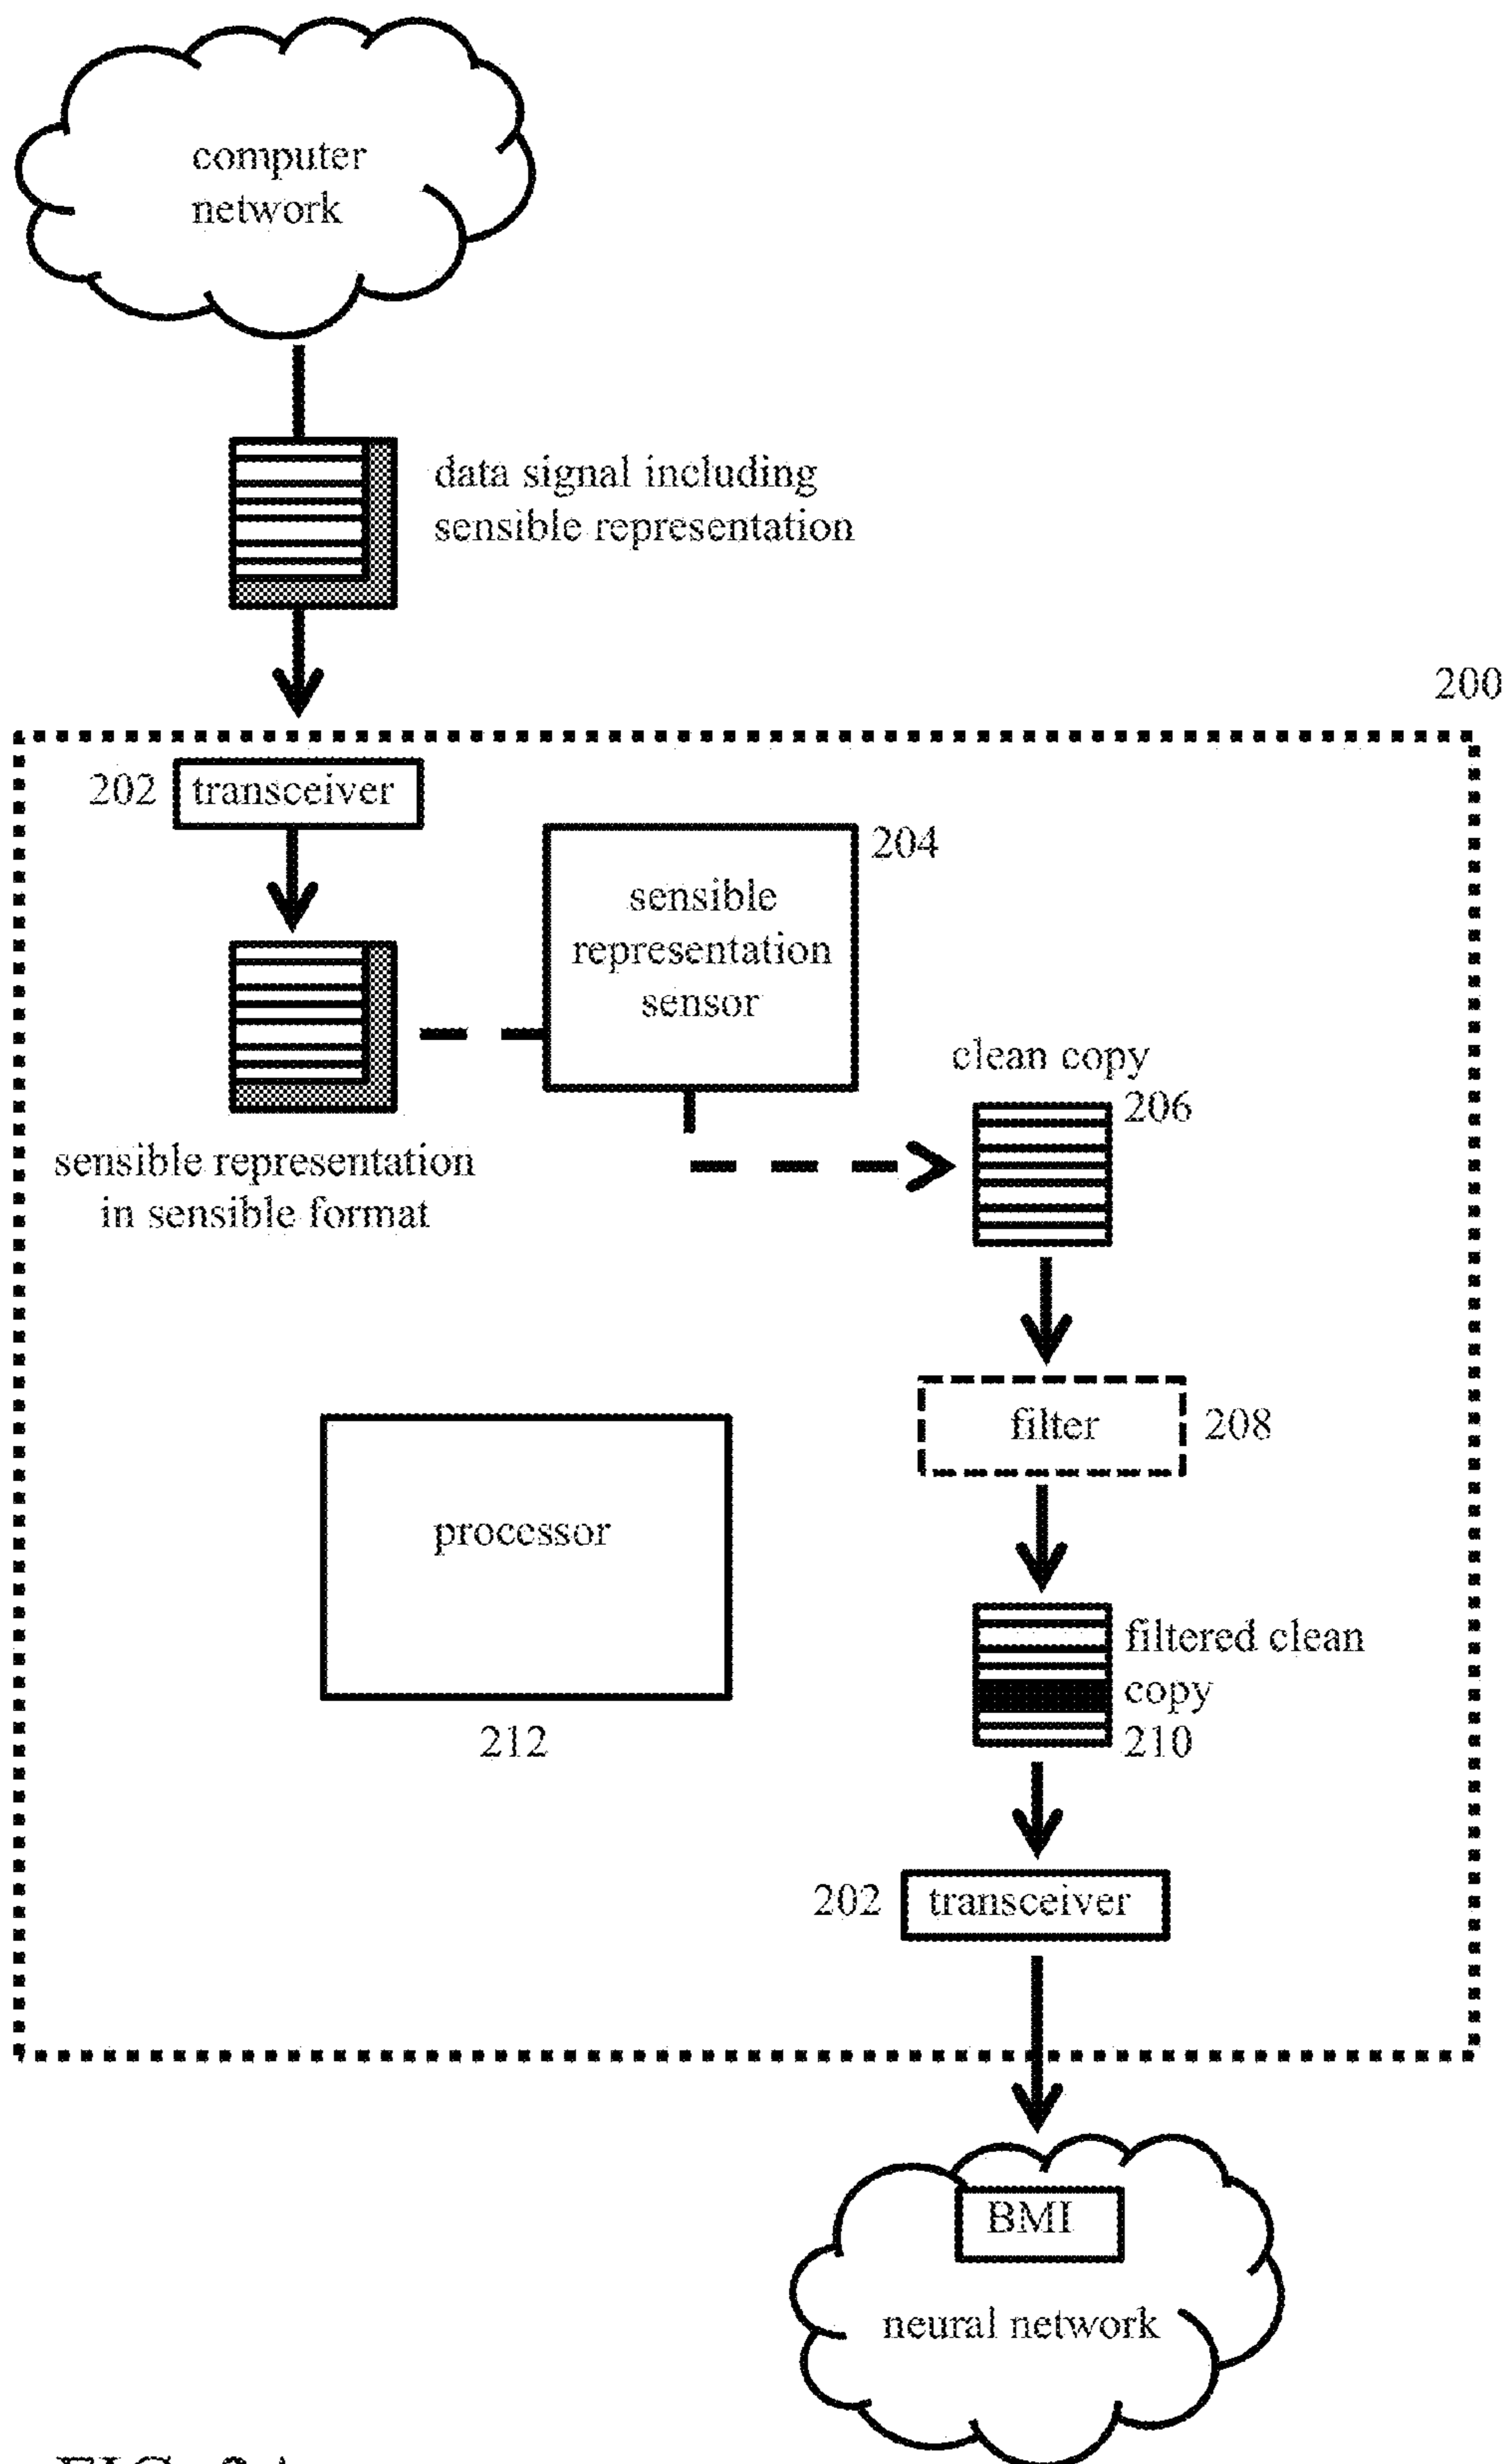 computer
network
data signal including
sensible representation
200
202
transceiver
204
sensible
representation
sensor
clean copy
206
sensible representation
in sensible format
filter
208
processor
212
filtered clean
copy
210
202
transceiver
BMI
neural network